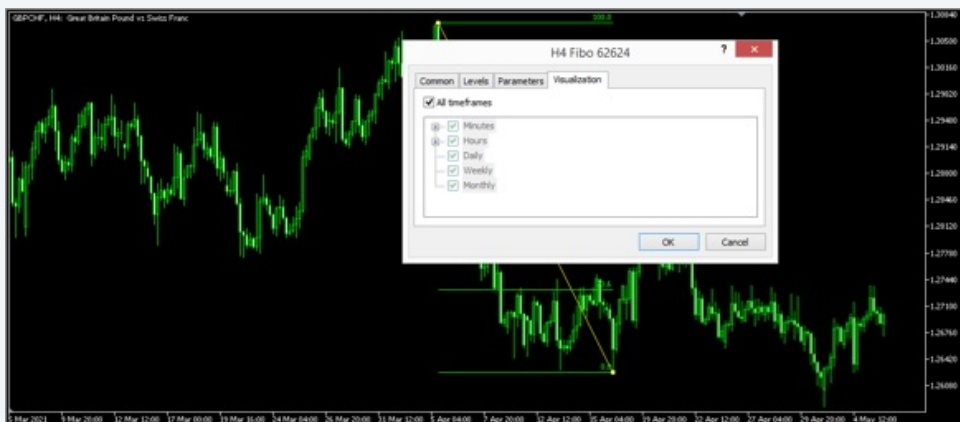 GBPCHF, H4: Great Britain Pound vs Swiss Franc
100.0
1.30840
1.30500
1.30160
1.29820
1.29480
1.29140
1.28800
1.28460
1.28120
1.27780
1.27440
1.27100
1.26760
1.26420
1.26080
H4 Fibo 62624
?
Common Levels Parameters Visualization
All timeframes
Minutes
Hours
Daily
Weekly
Monthly
OK Cancel
0.0
5 Mar 2021 9 Mar 20:00 12 Mar 12:00 17 Mar 00:00 19 Mar 16:00 24 Mar 04:00 26 Mar 20:00 31 Mar 12:00 5 Apr 04:00 7 Apr 20:00 12 Apr 12:00 15 Apr 04:00 19 Apr 20:00 22 Apr 12:00 27 Apr 04:00 29 Apr 20:00 4 May 12:00